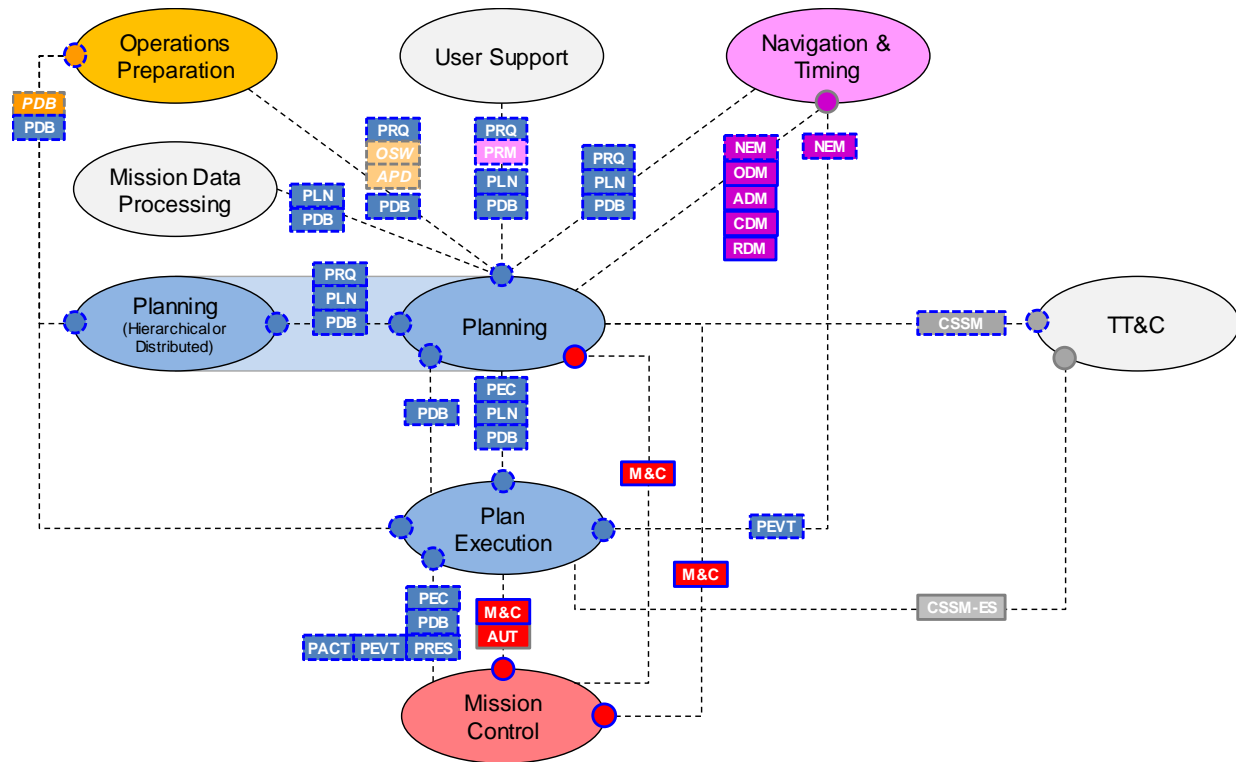 Operations
Preparation
User Support
Navigation &
Timing
PDB
PDB
PRQ
OSW
APD
PDB
PRQ
PRM
PLN
PDB
PRQ
PLN
PDB
NEM
ODM
ADM
CDM
RDM
NEM
Mission Data
Processing
PLN
PDB
PRQ
PLN
PDB
Planning
(Hierarchical or
Distributed)
Planning
CSSM
TT&C
PDB
PEC
PLN
PDB
M&C
Plan
Execution
PEVT
M&C
CSSM-ES
PEC
PDB
PACT PEVT PRES
M&C
AUT
Mission
Control